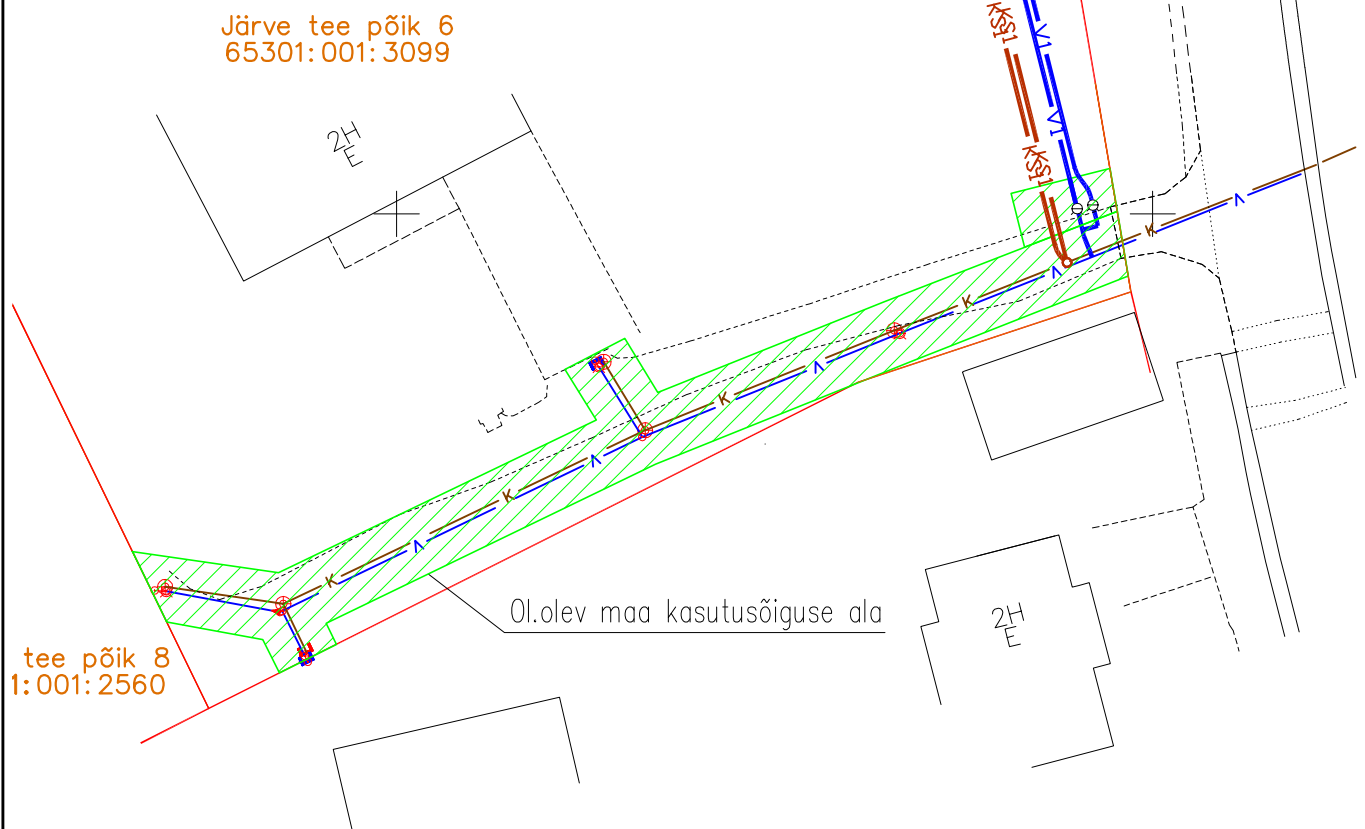 Järve tee põik 6
65301:001:3099
KS1
KS1
V1
V1
KS1
KS1
2H
E
K
V
K
V
K
V
K
V
K
V
K
Ol.olev maa kasutusõiguse ala
2H
E
tee põik 8
1:001:2560